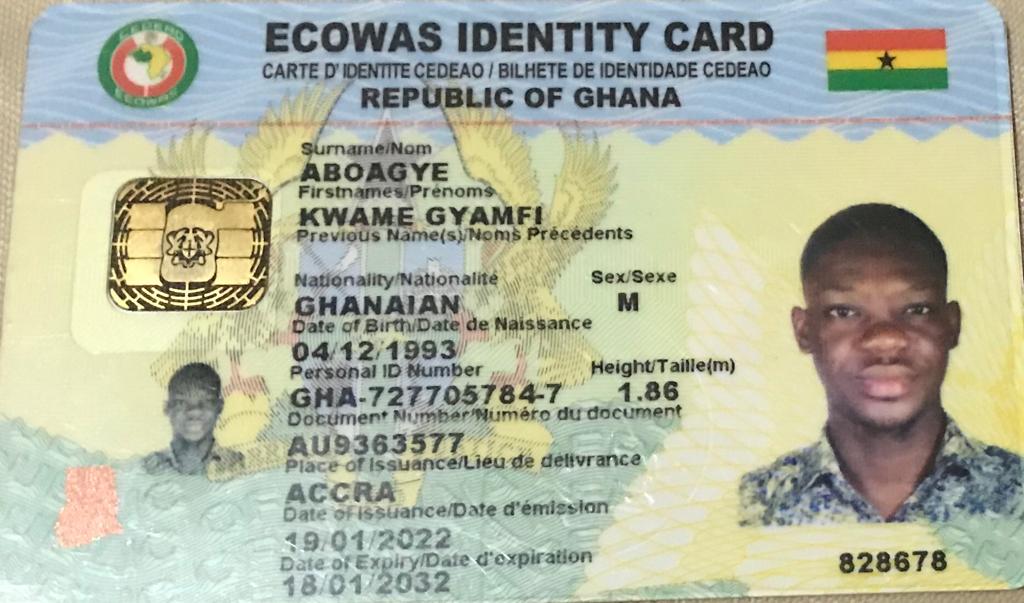 CEDEAO
ECOWAS
ECOWAS IDENTITY CARD
CARTE D'IDENTITE CEDEAO / BILHETE DE IDENTIDADE CEDEAO
REPUBLIC OF GHANA
Surname/Nom
ABOAGYE
Firstnames/Prénoms
KWAME GYAMFI
Previous Name(s)/Noms Précédents
Nationality/Nationalité
Sex/Sexe
GHANAIAN
M
Date of Birth/Date de Naissance
04/12/1993
Personal ID Number
Height/Taille(m)
GHA-727705784-7
1.86
Document Number/Numéro du document
AU9363577
Place of Issuance/Lieu de délivrance
ACCRA
Date of Issuance/Date d'émission
19/01/2022
Date of Expiry/Date d'expiration
18/01/2032
828678